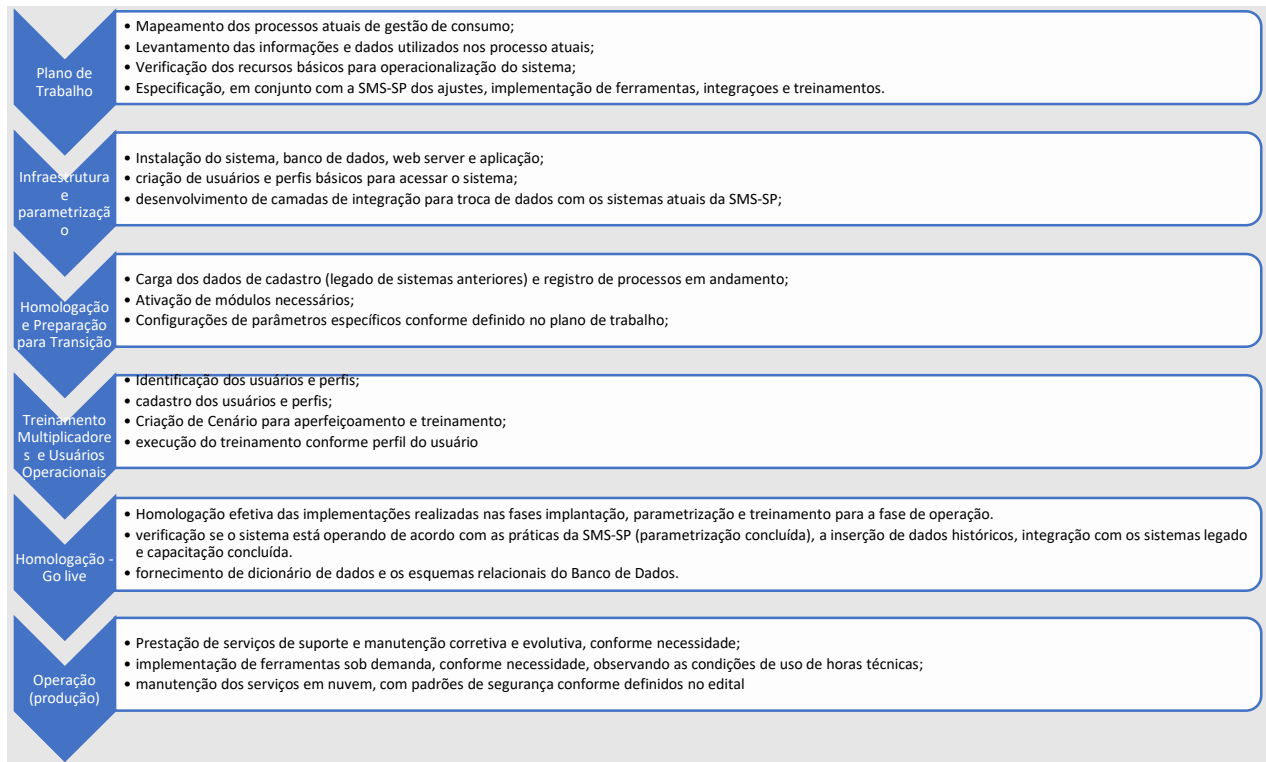 Plano de
Trabalho
• Mapeamento dos processos atuais de gestão de consumo;
• Levantamento das informações e dados utilizados nos processo atuais;
• Verificação dos recursos básicos para operacionalização do sistema;
• Especificação, em conjunto com a SMS-SP dos ajustes, implementação de ferramentas, integraçoes e treinamentos.
Infraestrutura
e
parametrizaçã
o
• Instalação do sistema, banco de dados, web server e aplicação;
• criação de usuários e perfis básicos para acessar o sistema;
• desenvolvimento de camadas de integração para troca de dados com os sistemas atuais da SMS-SP;
Homologação
e Preparação
para Transição
• Carga dos dados de cadastro (legado de sistemas anteriores) e registro de processos em andamento;
• Ativação de módulos necessários;
• Configurações de parâmetros específicos conforme definido no plano de trabalho;
Treinamento
Multiplicadore
s e Usuários
Operacionais
• Identificação dos usuários e perfis;
• cadastro dos usuários e perfis;
• Criação de Cenário para aperfeiçoamento e treinamento;
• execução do treinamento conforme perfil do usuário
Homologação -
Go live
• Homologação efetiva das implementações realizadas nas fases implantação, parametrização e treinamento para a fase de operação.
• verificação se o sistema está operando de acordo com as práticas da SMS-SP (parametrização concluída), a inserção de dados históricos, integração com os sistemas legado
e capacitação concluída.
• fornecimento de dicionário de dados e os esquemas relacionais do Banco de Dados.
Operação
(produção)
• Prestação de serviços de suporte e manutenção corretiva e evolutiva, conforme necessidade;
• implementação de ferramentas sob demanda, conforme necessidade, observando as condições de uso de horas técnicas;
• manutenção dos serviços em nuvem, com padrões de segurança conforme definidos no edital